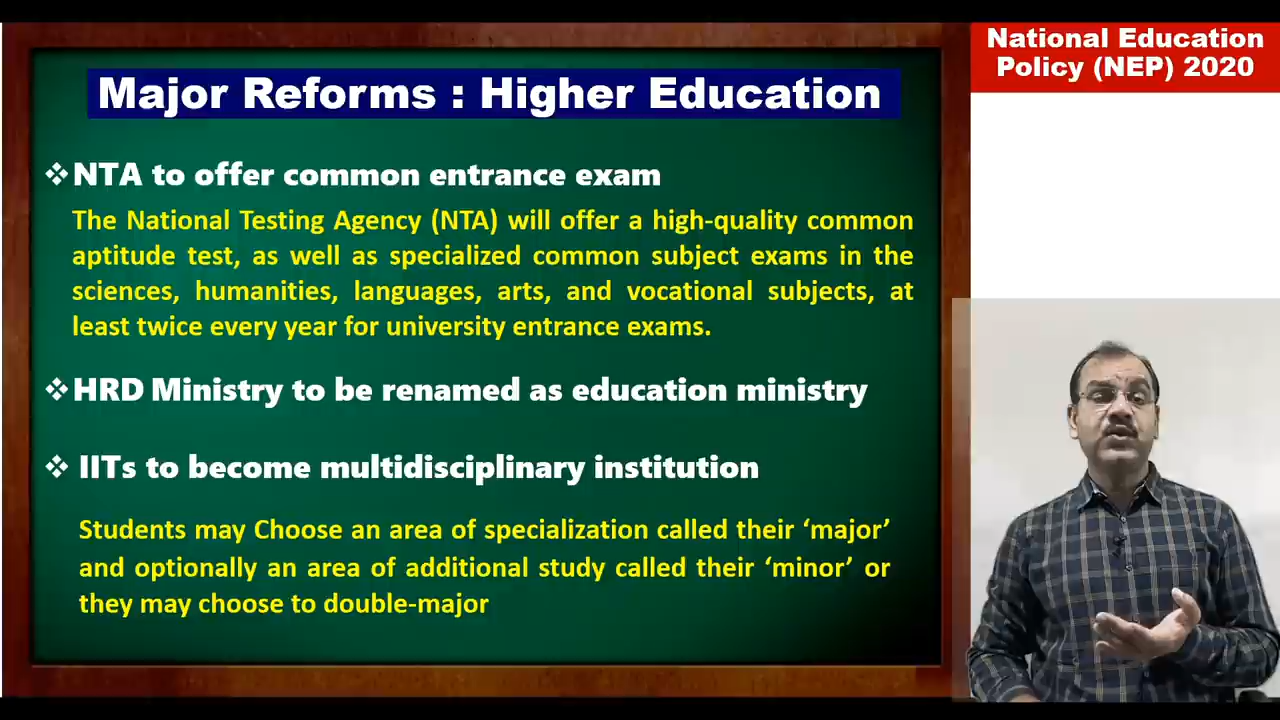 Major Reforms : Higher Education
National Education
Policy (NEP) 2020
❖NTA to offer common entrance exam
The National Testing Agency (NTA) will offer a high-quality common
aptitude test, as well as specialized common subject exams in the
sciences, humanities, languages, arts, and vocational subjects, at
least twice every year for university entrance exams.
❖HRD Ministry to be renamed as education ministry
❖ IITs to become multidisciplinary institution
Students may Choose an area of specialization called their ‘major’
and optionally an area of additional study called their ‘minor’ or
they may choose to double-major